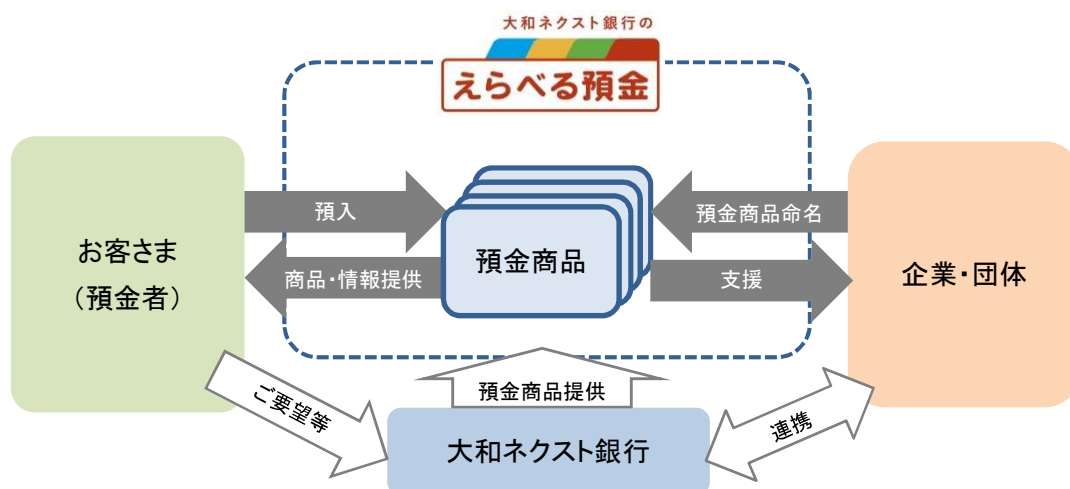 大和ネクスト銀行の
えらべる預金
預入
預金商品命名
お客さま
（預金者）
預金商品
企業・団体
商品・情報提供
支援
預金商品提供
ご要望等
連携
大和ネクスト銀行